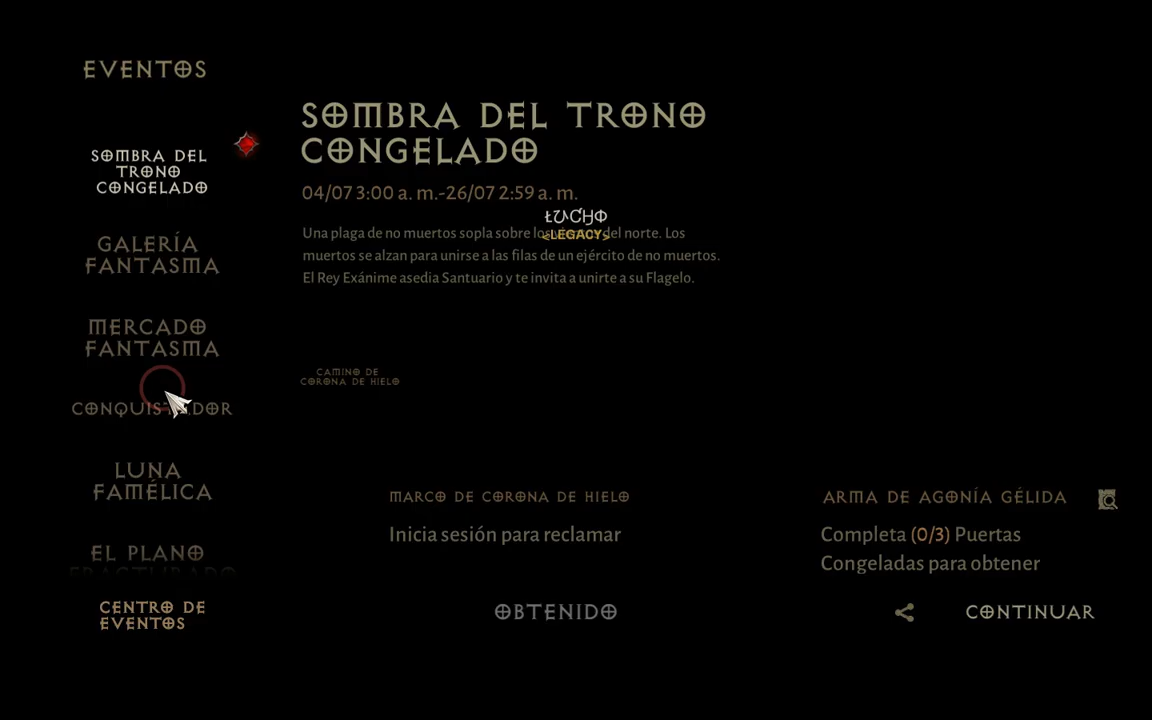 EVENTOS
SOMBRA DEL
TRONO
CONGELADO
GALERÍA
FANTASMA
MERCADO
FANTASMA
CONQUISTADOR
LUNA
FAMÉLICA
EL PLANO
FRACTURADO
CENTRO DE
EVENTOS
SOMBRA DEL TRONO
CONGELADO
04/07 3:00 a. m.-26/07 2:59 a. m.
<LEGACY>
Una plaga de no muertos sopla sobre los del norte. Los
muertos se alzan para unirse a las filas de un ejército de no muertos.
El Rey Exánime asedia Santuario y te invita a unirte a su Flagelo.
CAMINO DE
CORONA DE HIELO
MARCO DE CORONA DE HIELO
Inicia sesión para reclamar
OBTENIDO
ARMA DE AGONÍA GÉLIDA
Completa (0/3) Puertas
Congeladas para obtener
CONTINUAR